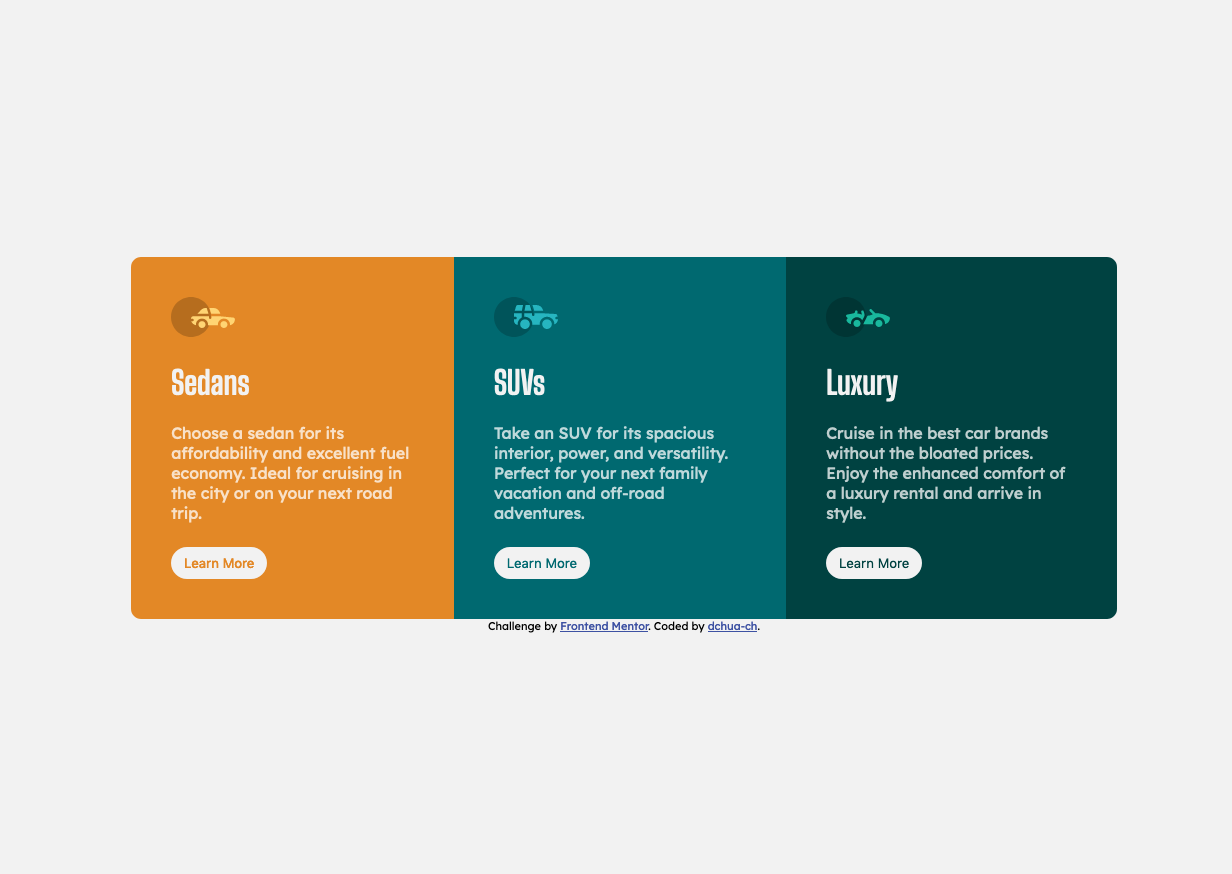 Sedans
Choose a sedan for its
affordability and excellent fuel
economy. Ideal for cruising in
the city or on your next road
trip.
Learn More
SUVs
Take an SUV for its spacious
interior, power, and versatility.
Perfect for your next family
vacation and off-road
adventures.
Learn More
Luxury
Cruise in the best car brands
without the bloated prices.
Enjoy the enhanced comfort of
a luxury rental and arrive in
style.
Learn More
Challenge by Frontend Mentor. Coded by dchua-ch.